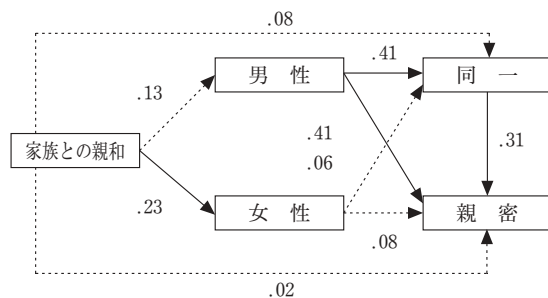 .08
男 性
.41
同 一
.13
.41
.06
家族との親和
.31
.23
女 性
親 密
.08
.02